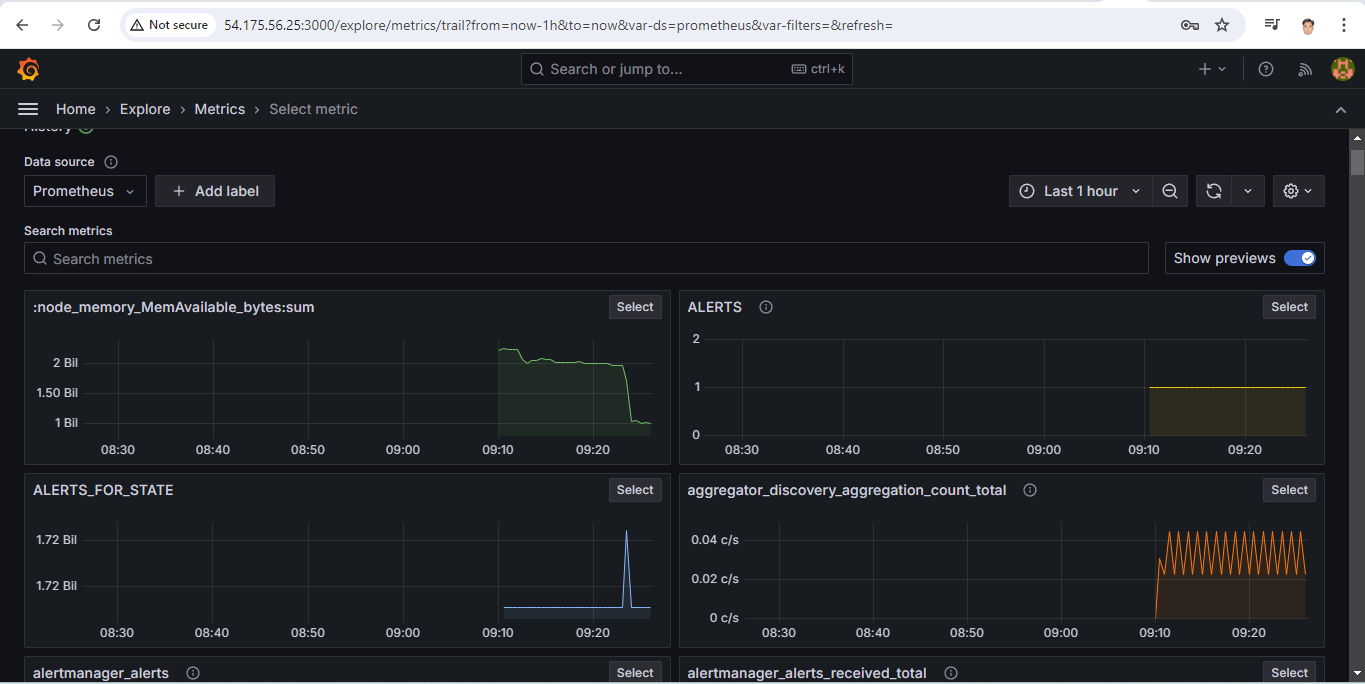 Not secure 54.175.56.25:3000/explore/metrics/trail?from=now-1h&to=now&var-ds=prometheus&var-filters=&refresh=
Search or jump to... ctrl+k
Home › Explore › Metrics › Select metric
History
Data source
Prometheus + Add label Last 1 hour
Search metrics
Search metrics Show previews
:node_memory_MemAvailable_bytes:sum Select
2 Bil
1.50 Bil
1 Bil
08:30 08:40 08:50 09:00 09:10 09:20
ALERTS Select
2
1
0
08:30 08:40 08:50 09:00 09:10 09:20
ALERTS_FOR_STATE Select
1.72 Bil
1.72 Bil
08:30 08:40 08:50 09:00 09:10 09:20
aggregator_discovery_aggregation_count_total Select
0.04 c/s
0.02 c/s
0 c/s
08:30 08:40 08:50 09:00 09:10 09:20
alertmanager_alerts Select
alertmanager_alerts_received_total Select